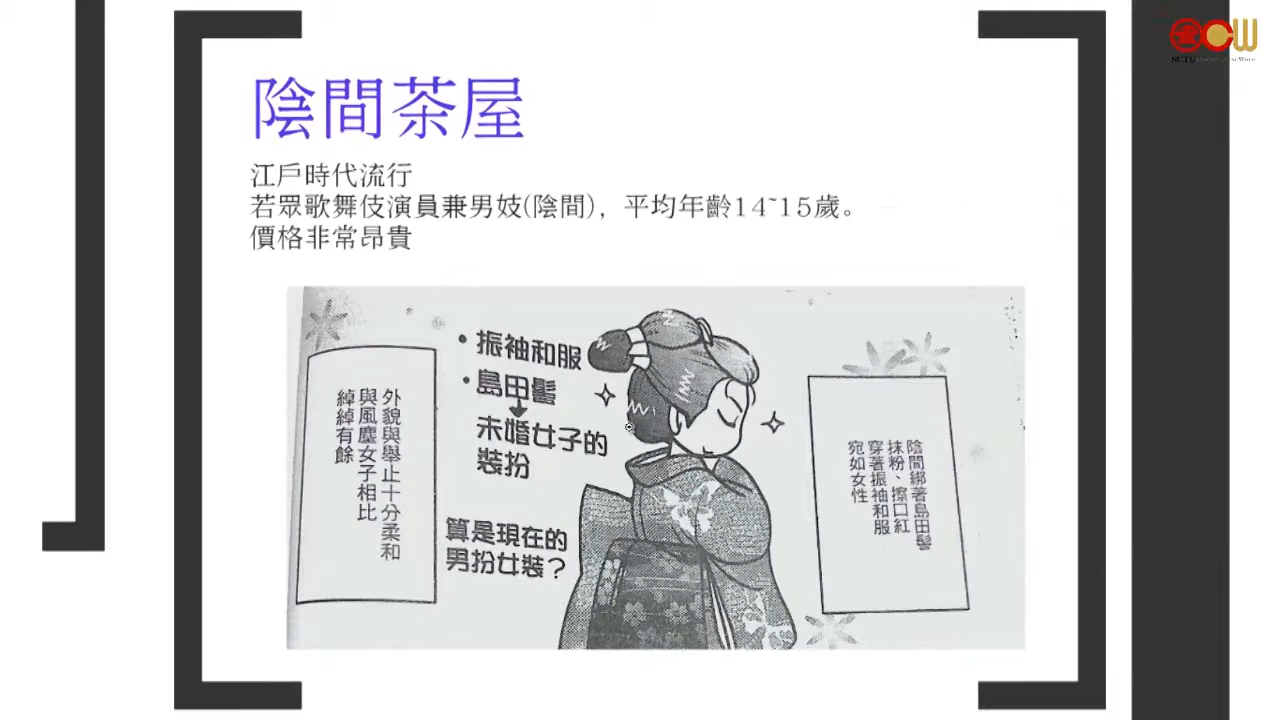 陰間茶屋
江戶時代流行
若眾歌舞伎演員兼男妓(陰間)，平均年齡14~15歲。
價格非常昂貴
陰間綁著島田髻
抹粉、擦口紅
穿著振袖和服
宛如女性
・振袖和服
・島田髻
未婚女子的
裝扮
算是現在的
男扮女裝？
外貌與舉止十分柔和
與風塵女子相比
綽綽有餘
NCTU